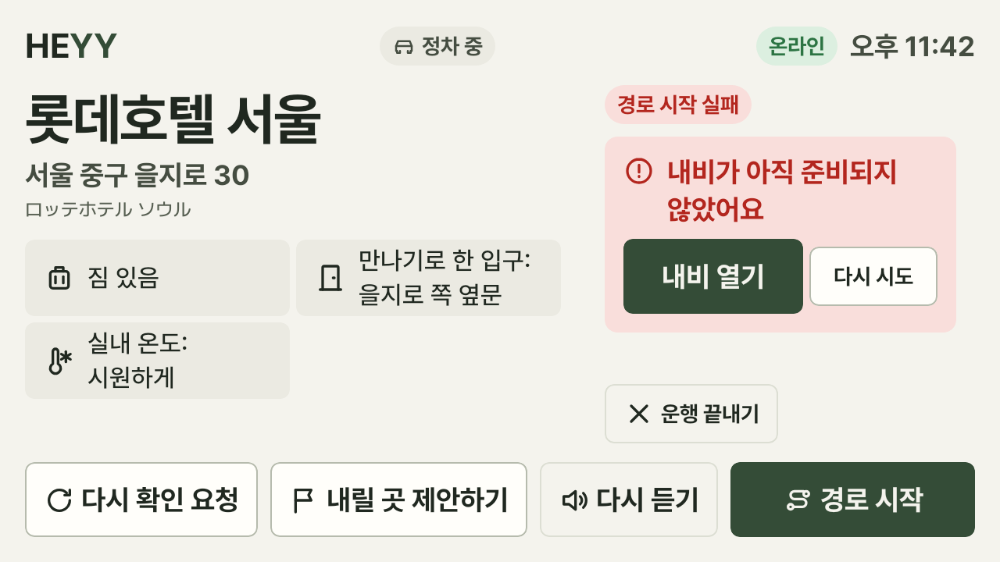 HEYY
정차 중
온라인
오후 11:42
롯데호텔 서울
서울 중구 을지로 30
ロッテホテル ソウル
짐 있음
만나기로 한 입구:
을지로 쪽 옆문
실내 온도:
시원하게
경로 시작 실패
내비가 아직 준비되지
않았어요
내비 열기
다시 시도
운행 끝내기
다시 확인 요청
내릴 곳 제안하기
다시 듣기
경로 시작